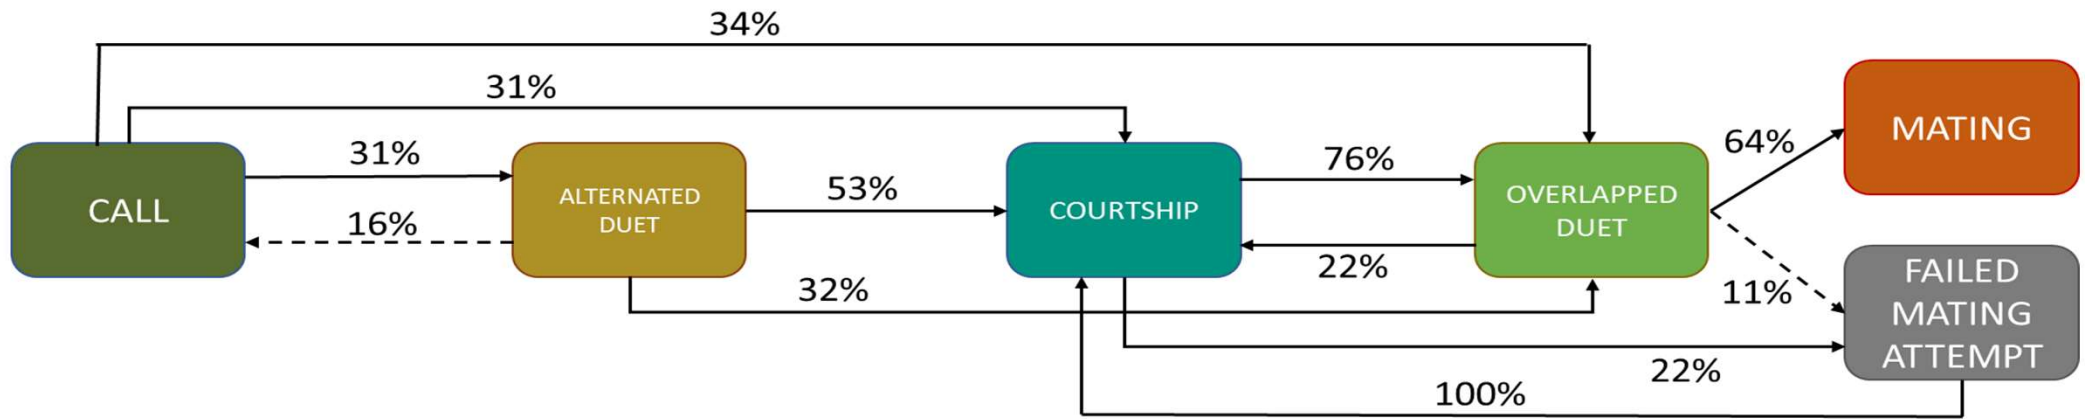 34%
31%
31%
16%
CALL
ALTERNATED
DUET
53%
32%
COURTSHIP
76%
22%
OVERLAPPED
DUET
64%
11%
MATING
FAILED
MATING
ATTEMPT
22%
100%